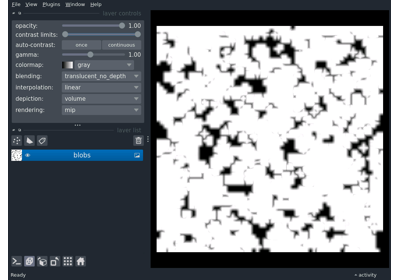 File View Plugins Window Help
layer controls
opacity: 1.00
contrast limits:
auto-contrast: once continuous
gamma: 1.00
colormap: gray
blending: translucent_no_depth
interpolation: linear
depiction: volume
rendering: mip
layer list
blobs
Ready
activity